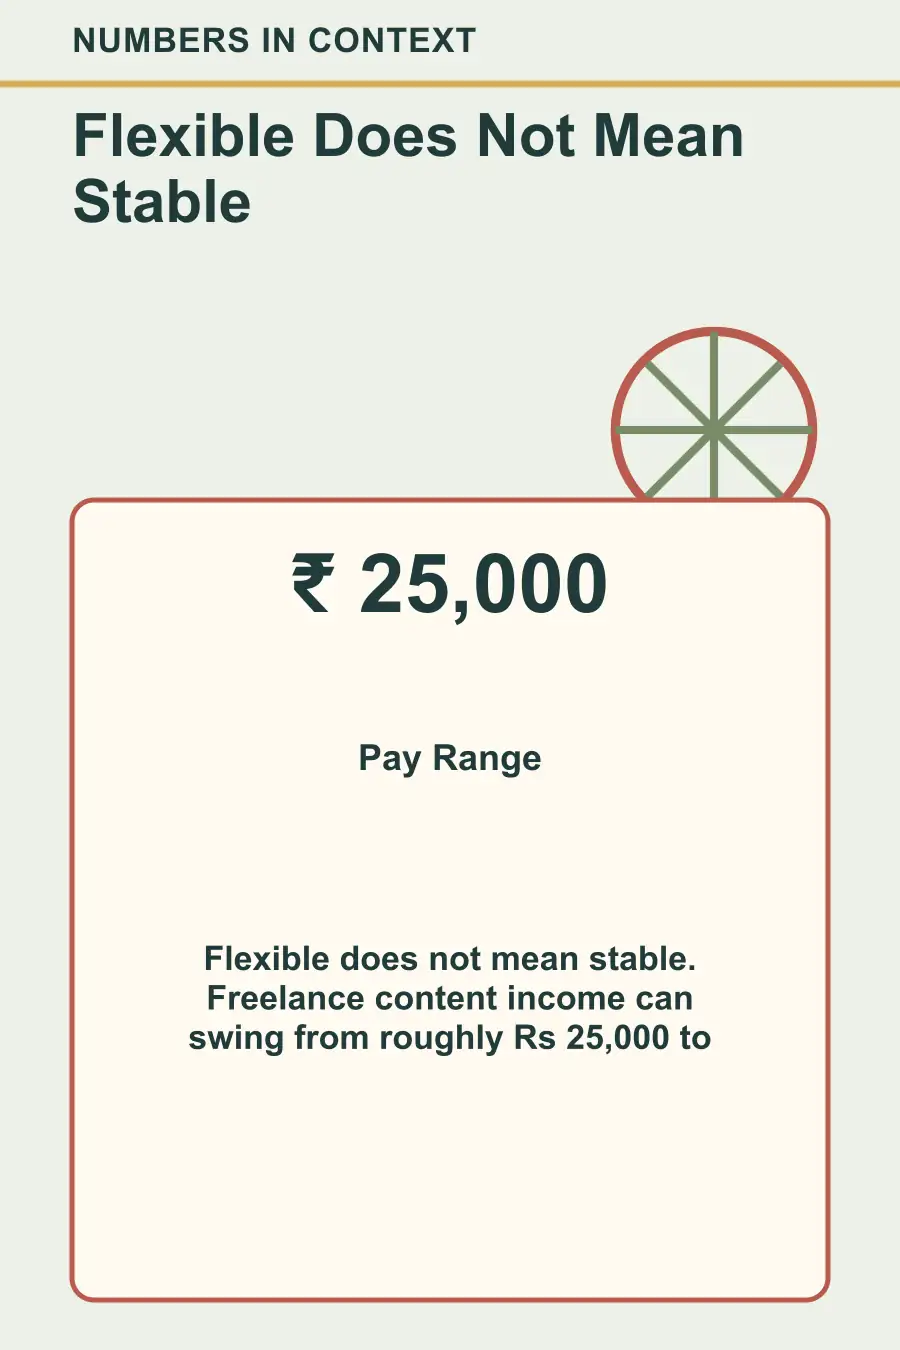 NUMBERS IN CONTEXT
Flexible Does Not Mean
Stable
₹ 25,000
Pay Range
Flexible does not mean stable.
Freelance content income can
swing from roughly Rs 25,000 to